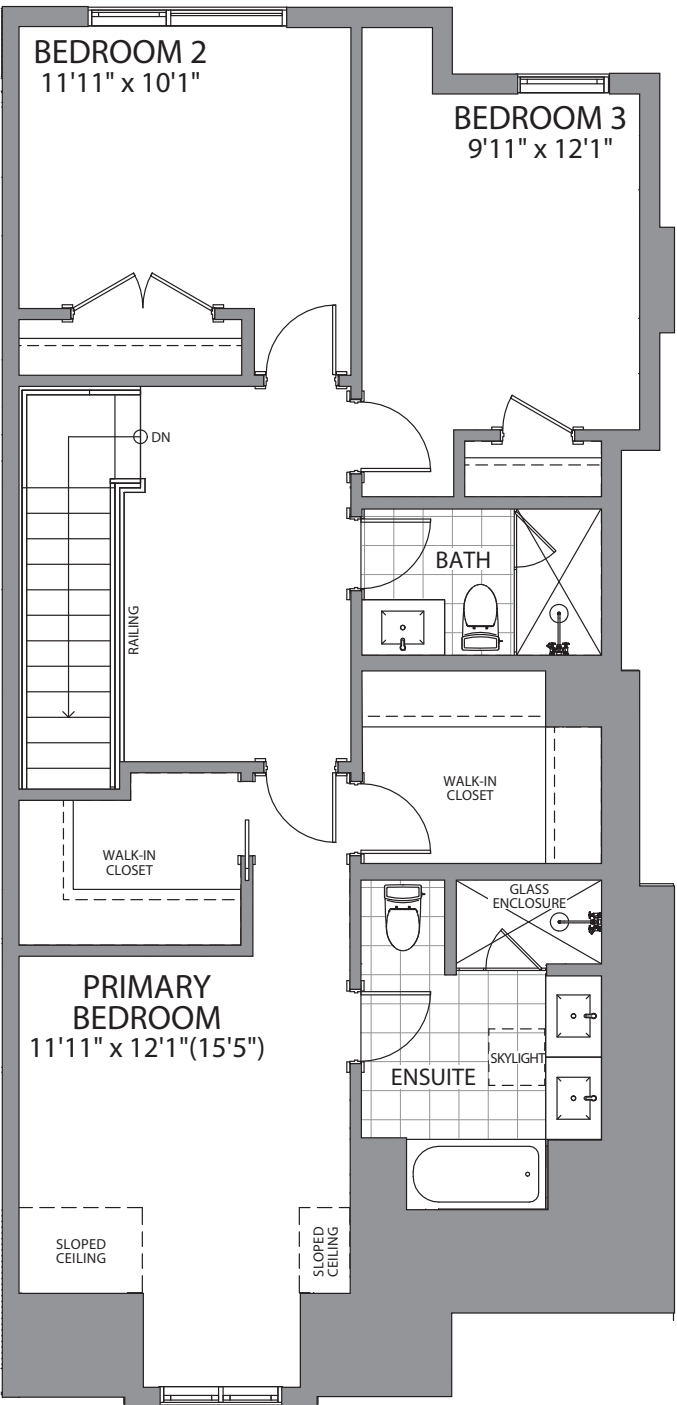 BEDROOM 2
11'11" x 10'1"
BEDROOM 3
9'11" x 12'1"
DN
RAILING
BATH
WALK-IN
CLOSET
WALK-IN
CLOSET
GLASS
ENCLOSURE
PRIMARY
BEDROOM
11'11" x 12'1"(15'5")
SKYLIGHT
ENSUITE
SLOPED
CEILING
SLOPED
CEILING